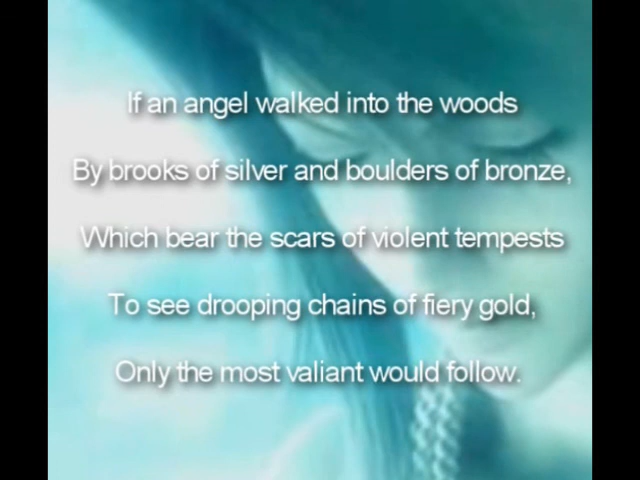 If an angel walked into the woods
By brooks of silver and boulders of bronze,
Which bear the scars of violent tempests
To see drooping chains of fiery gold,
Only the most valiant would follow.